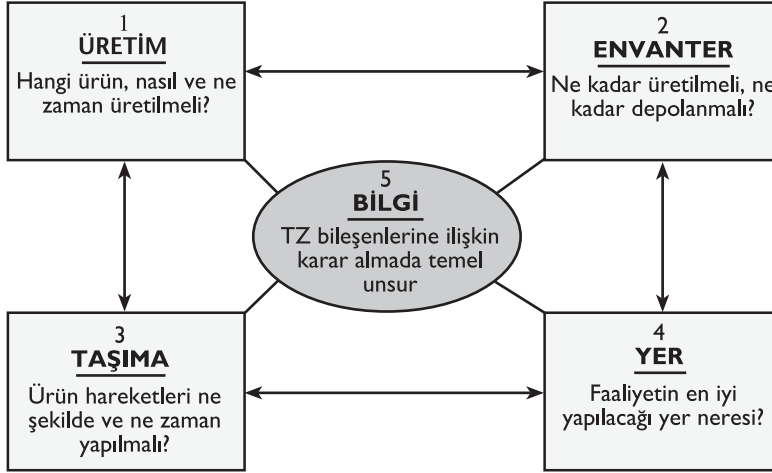 1
ÜRETİM
Hangi ürün, nasıl ve ne
zaman üretilmeli?
2
ENVANTER
Ne kadar üretilmeli, ne
kadar depolanmalı?
5
BİLGİ
TZ bileşenlerine ilişkin
karar almada temel
unsur
3
TAŞIMA
Ürün hareketleri ne
şekilde ve ne zaman
yapılmalı?
4
YER
Faaliyetin en iyi
yapılacağı yer neresi?